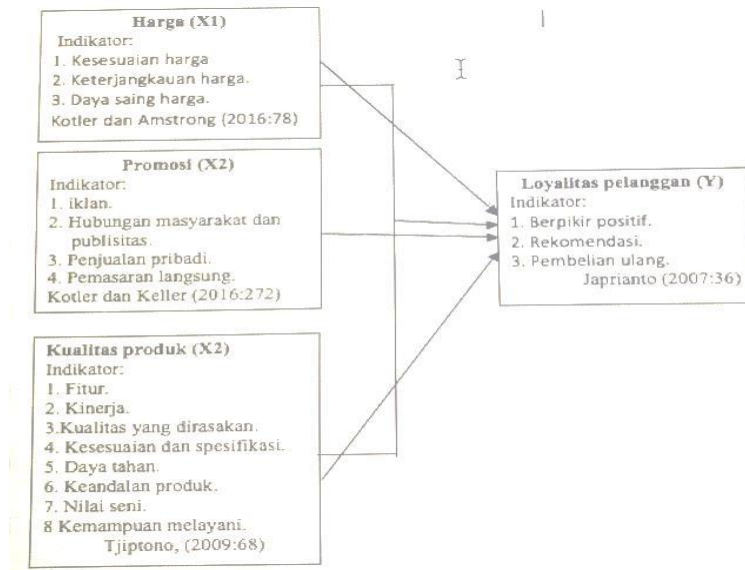 Harga (X1)
Indikator:
1. Kesesuaian harga
2. Keterjangkauan harga.
3. Daya saing harga.
Kotler dan Amstrong (2016:78)
Promosi (X2)
Indikator:
1. iklan.
2. Hubungan masyarakat dan
publisitas.
3. Penjualan pribadi.
4. Pemasaran langsung.
Kotler dan Keller (2016:272)
Kualitas produk (X2)
Indikator:
1. Fitur.
2. Kinerja.
3.Kualitas yang dirasakan.
4. Kesesuaian dan spesifikasi.
5. Daya tahan.
6. Keandalan produk.
7. Nilai seni.
8 Kemampuan melayani.
Tjiptono, (2009:68)
Loyalitas pelanggan (Y)
Indikator:
1. Berpikir positif.
2. Rekomendasi.
3. Pembelian ulang.
Japrianto (2007:36)